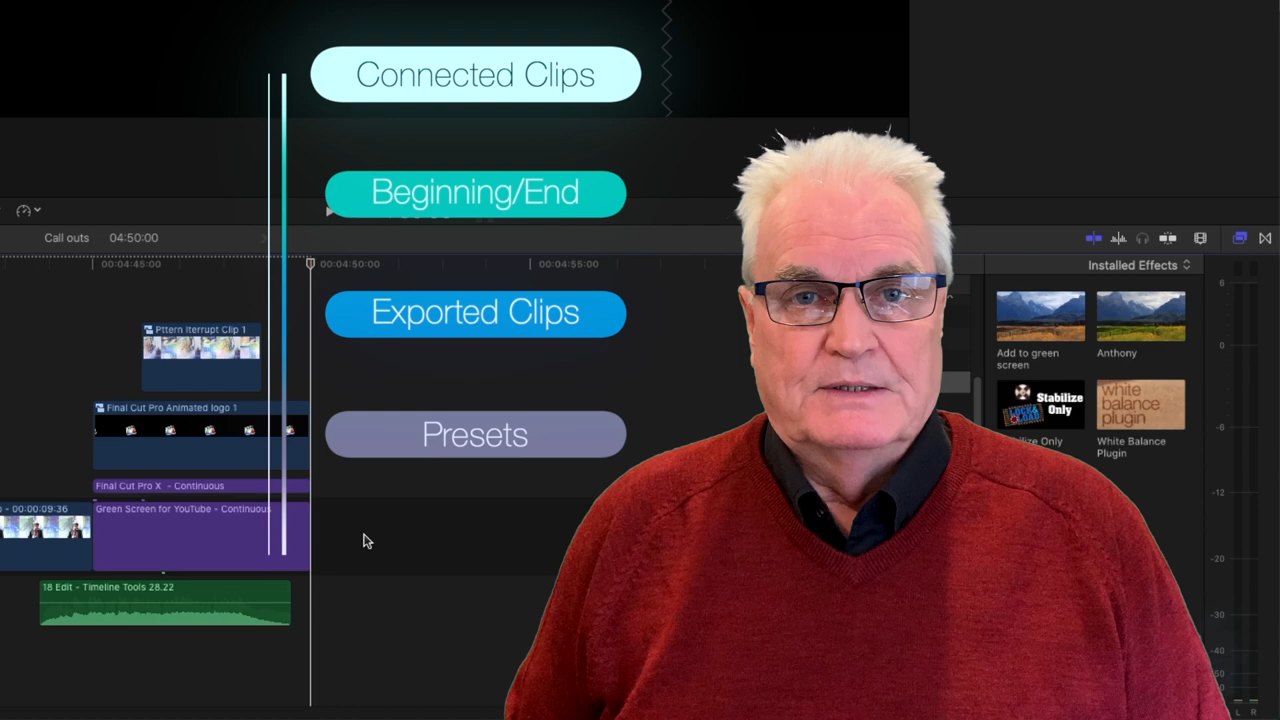 Connected Clips
Beginning/End
Call outs 04:50:00
00:04:45:00 00:04:50:00 00:04:55:00
Installed Effects
Exported Clips
Pttern Iterrupt Clip 1
Add to green screen
Anthony
Final Cut Pro Animated logo 1
Presets
Stabilize Only
white balance plugin
White Balance Plugin
Final Cut Pro X - Continuous
- 00:00:09:36
Green Screen for YouTube - Continuous
18 Edit - Timeline Tools 28.22
6
0
-6
-12
-20
-30
-40
L R